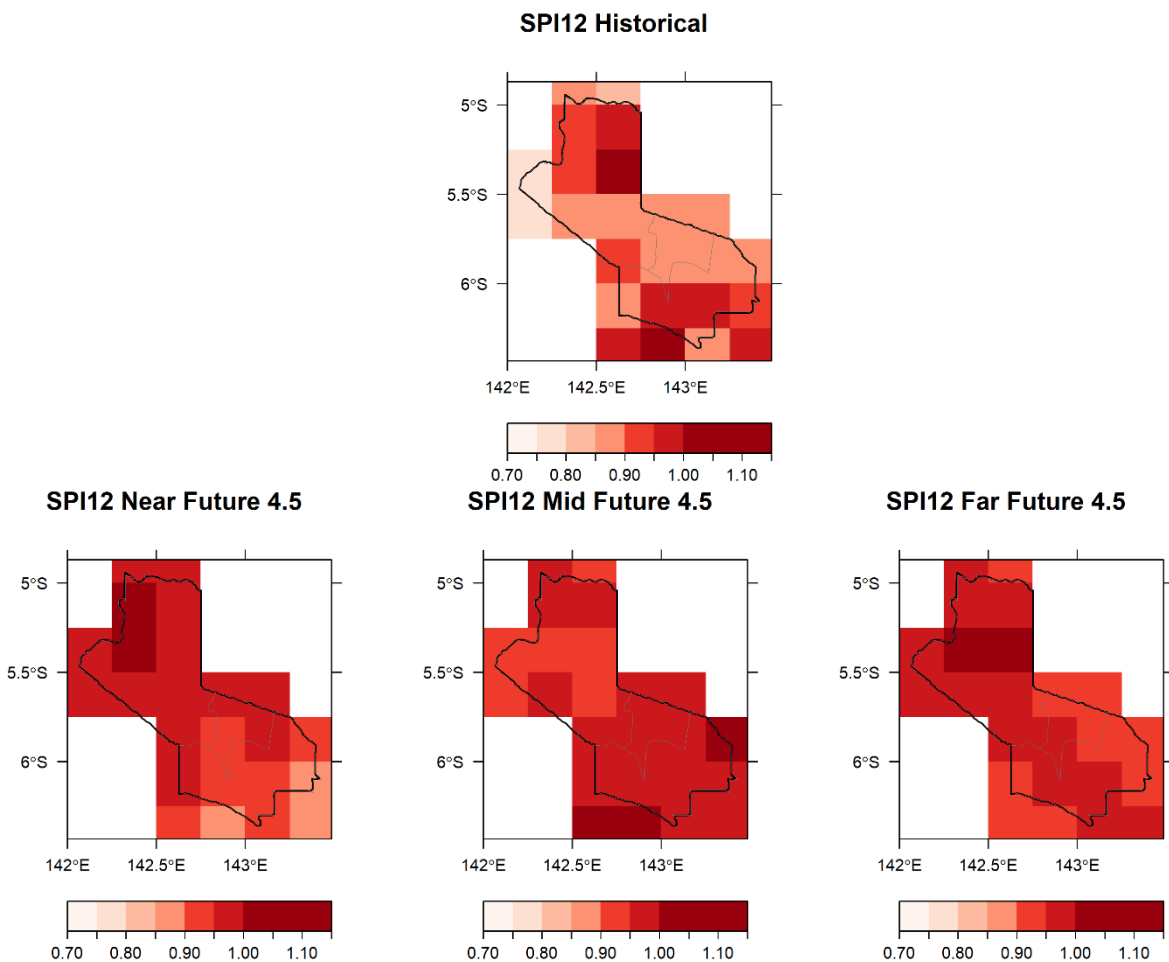 SPI12 Historical
5°S
5.5°S
6°S
142°E 142.5°E 143°E
0.70 0.80 0.90 1.00 1.10
SPI12 Near Future 4.5 SPI12 Mid Future 4.5 SPI12 Far Future 4.5
5°S 5°S 5°S
5.5°S 5.5°S 5.5°S
6°S 6°S 6°S
142°E 142.5°E 143°E 142°E 142.5°E 143°E 142°E 142.5°E 143°E
0.70 0.80 0.90 1.00 1.10 0.70 0.80 0.90 1.00 1.10 0.70 0.80 0.90 1.00 1.10